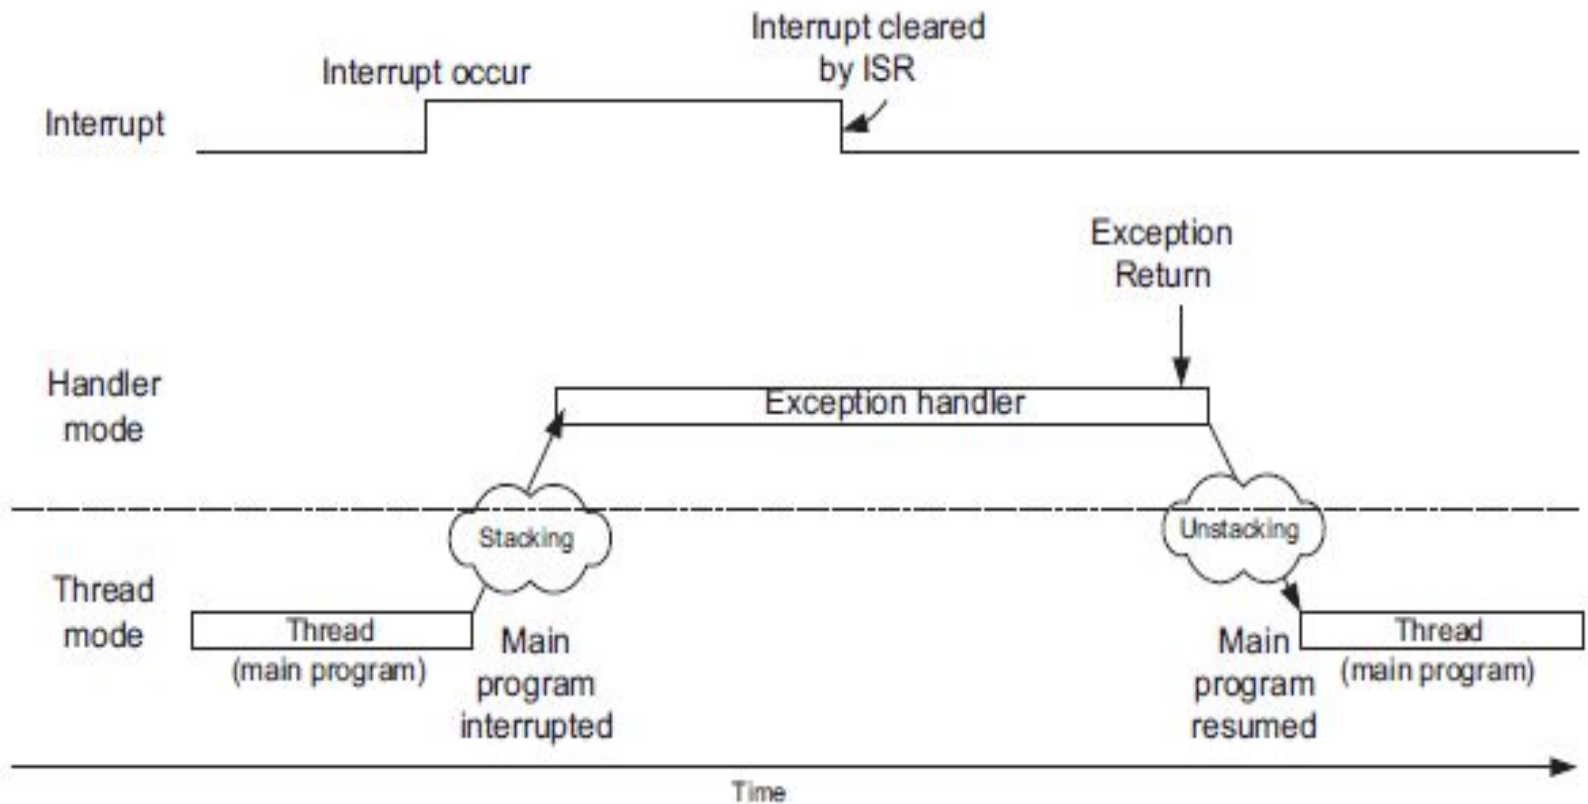 Interrupt cleared
by ISR
Interrupt occur
Interrupt
Exception
Return
Handler
mode
Exception handler
Stacking
Unstacking
Thread
mode
Thread
(main program)
Main
program
interrupted
Main
program
resumed
Thread
(main program)
Time